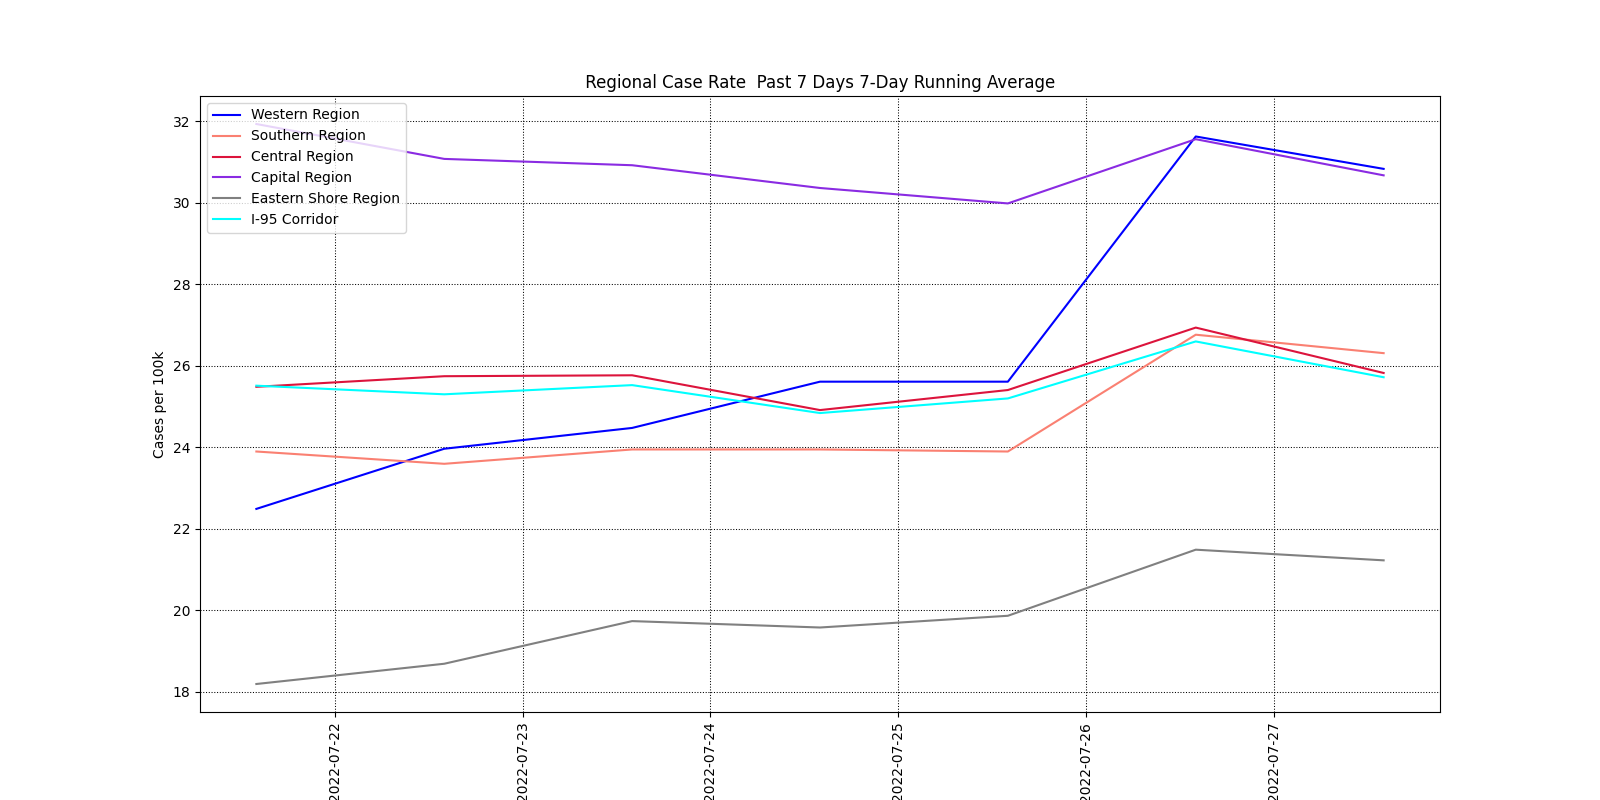 Regional Case Rate  Past 7 Days 7-Day Running Average
Western Region
Southern Region
Central Region
Capital Region
Eastern Shore Region
I-95 Corridor
Cases per 100k
32
30
28
26
24
22
20
18
2022-07-22
2022-07-23
2022-07-24
2022-07-25
2022-07-26
2022-07-27